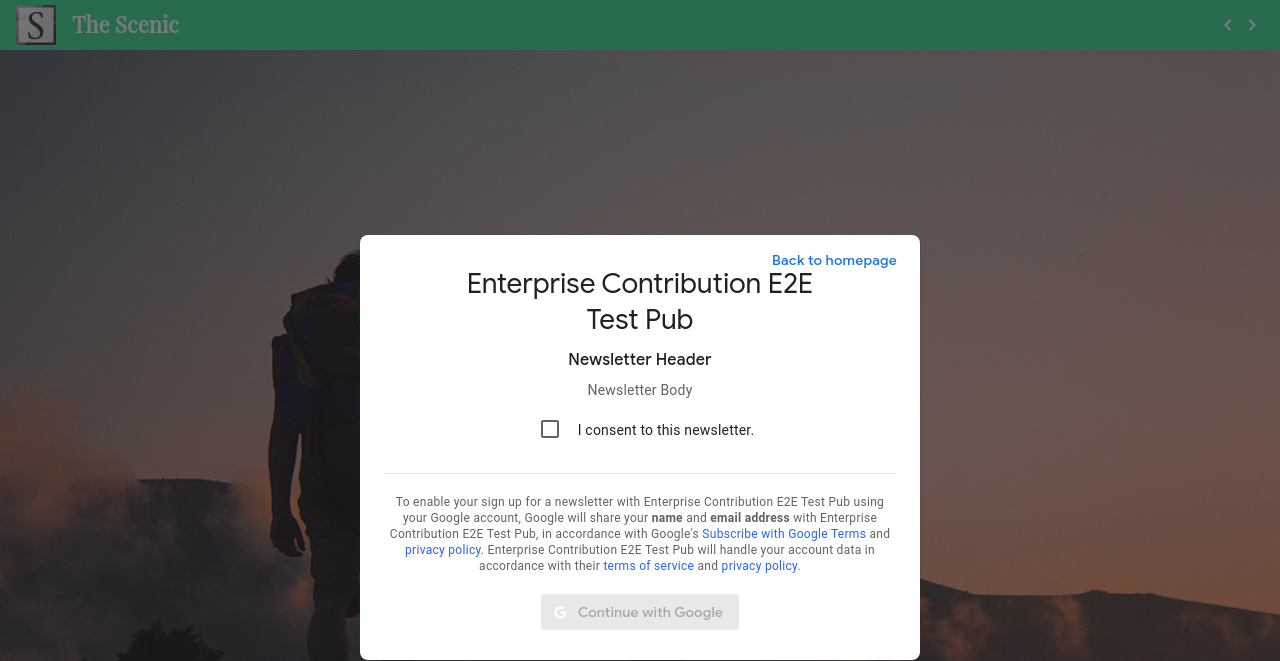 S The Scenic
Back to homepage
Enterprise Contribution E2E
Test Pub
Newsletter Header
Newsletter Body
I consent to this newsletter.
To enable your sign up for a newsletter with Enterprise Contribution E2E Test Pub using
your Google account, Google will share your name and email address with Enterprise
Contribution E2E Test Pub, in accordance with Google's Subscribe with Google Terms and
privacy policy. Enterprise Contribution E2E Test Pub will handle your account data in
accordance with their terms of service and privacy policy.
G Continue with Google